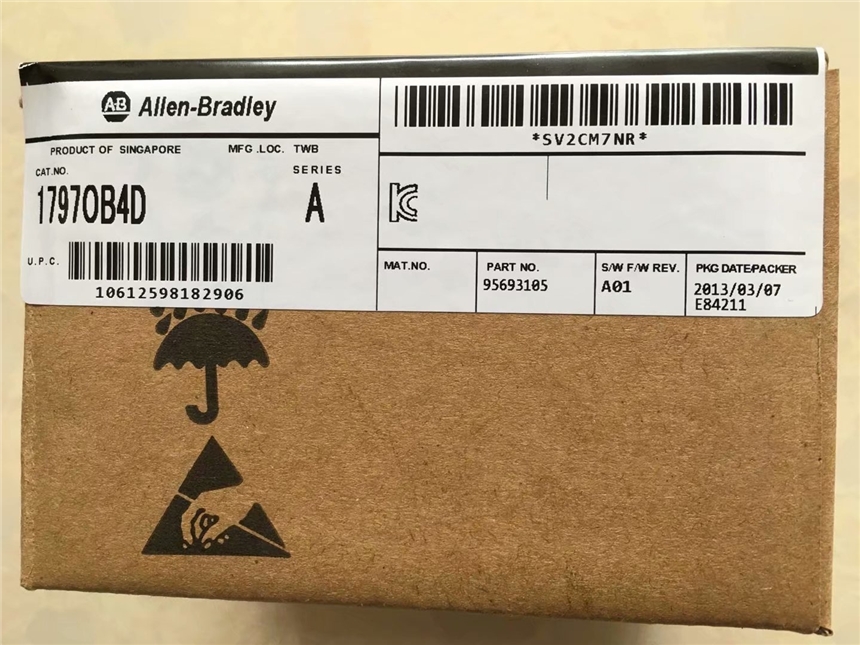 AB Allen-Bradley
PRODUCT OF SINGAPORE MFG .LOC. TWB
CAT.NO. SERIES
1797OB4D A
U.P.C.
10612598182906
*SV2CM7NR*
MAT.NO.
PART NO.
95693105
S/W F/W REV.
A01
PKG DATE/PACKER
2013/03/07
E84211